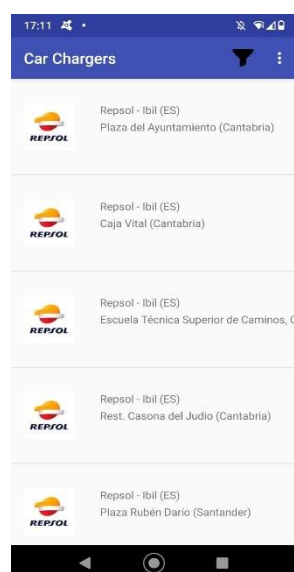 17:11
Car Chargers
Repsol - Ibil (ES)
Plaza del Ayuntamiento (Cantabria)
REPSOL
Repsol - Ibil (ES)
Caja Vital (Cantabria)
REPSOL
Repsol - Ibil (ES)
Escuela Técnica Superior de Caminos, C
REPSOL
Repsol - Ibil (ES)
Rest. Casona del Judio (Cantabria)
REPSOL
Repsol - Ibil (ES)
Plaza Rubén Darío (Santander)
REPSOL